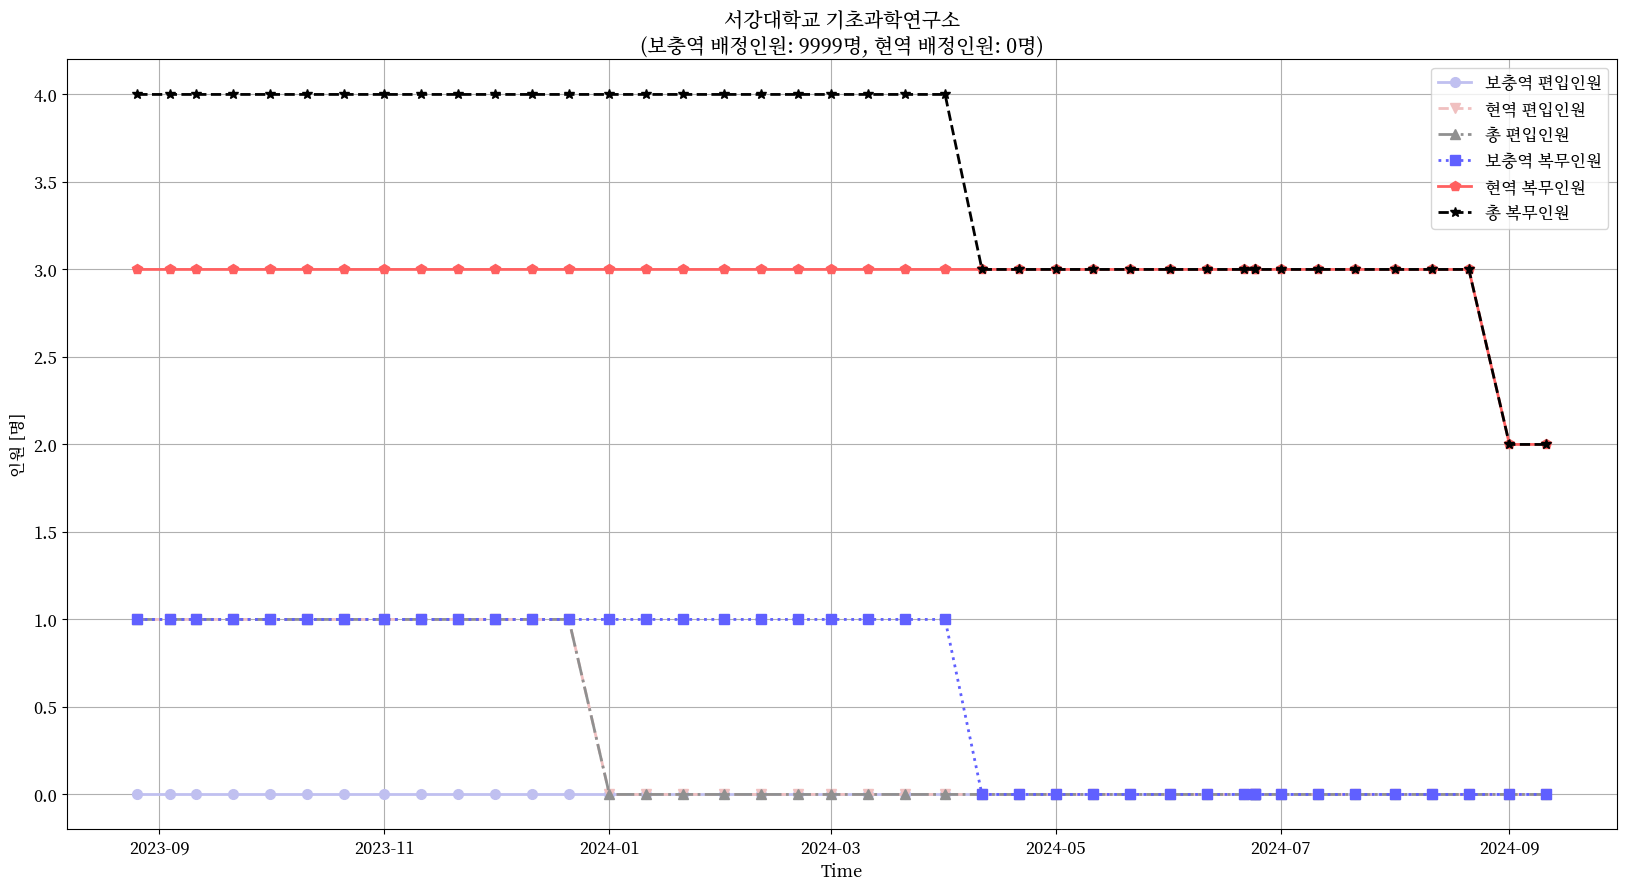 서강대학교 기초과학연구소
(보충역 배정인원: 9999명, 현역 배정인원: 0명)
보충역 편입인원
현역 편입인원
총 편입인원
보충역 복무인원
현역 복무인원
총 복무인원
인원 [명]
4.0
3.5
3.0
2.5
2.0
1.5
1.0
0.5
0.0
2023-09
2023-11
2024-01
2024-03
2024-05
2024-07
2024-09
Time